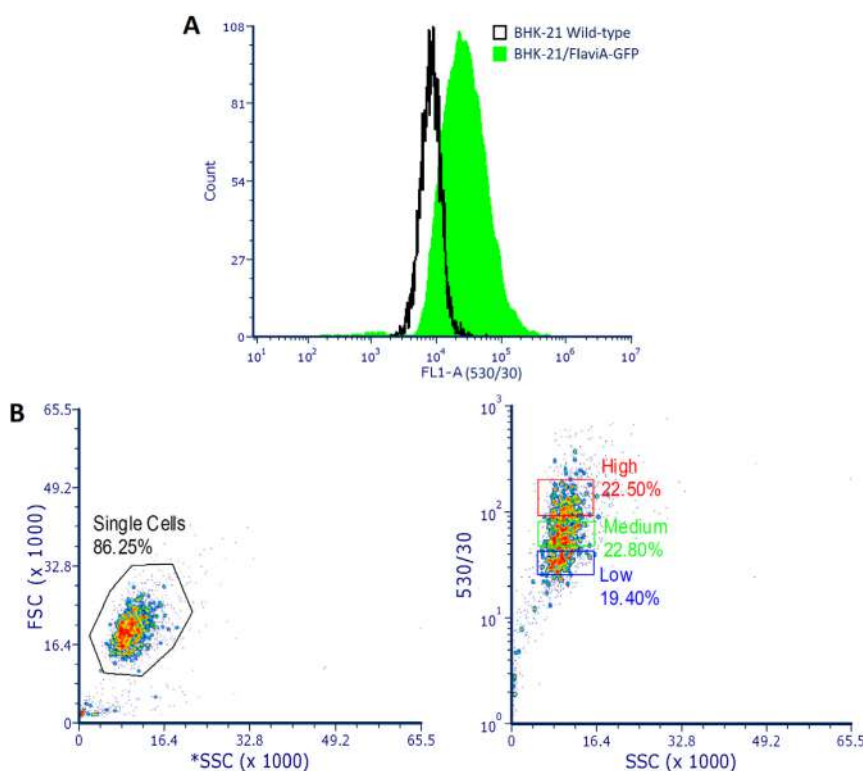 A
BHK-21 Wild-type
BHK-21/FlaviA-GFP
108
81
54
27
0
Count
10¹ 10² 10³ 10⁴ 10⁵ 10⁶ 10⁷
FL1-A (530/30)
B
65.5
49.2
32.8
16.4
0
FSC (x 1000)
Single Cells
86.25%
0 16.4 32.8 49.2 65.5
*SSC (x 1000)
10³
10²
10¹
10⁰
530/30
High
22.50%
Medium
22.80%
Low
19.40%
0 16.4 32.8 49.2 65.5
SSC (x 1000)